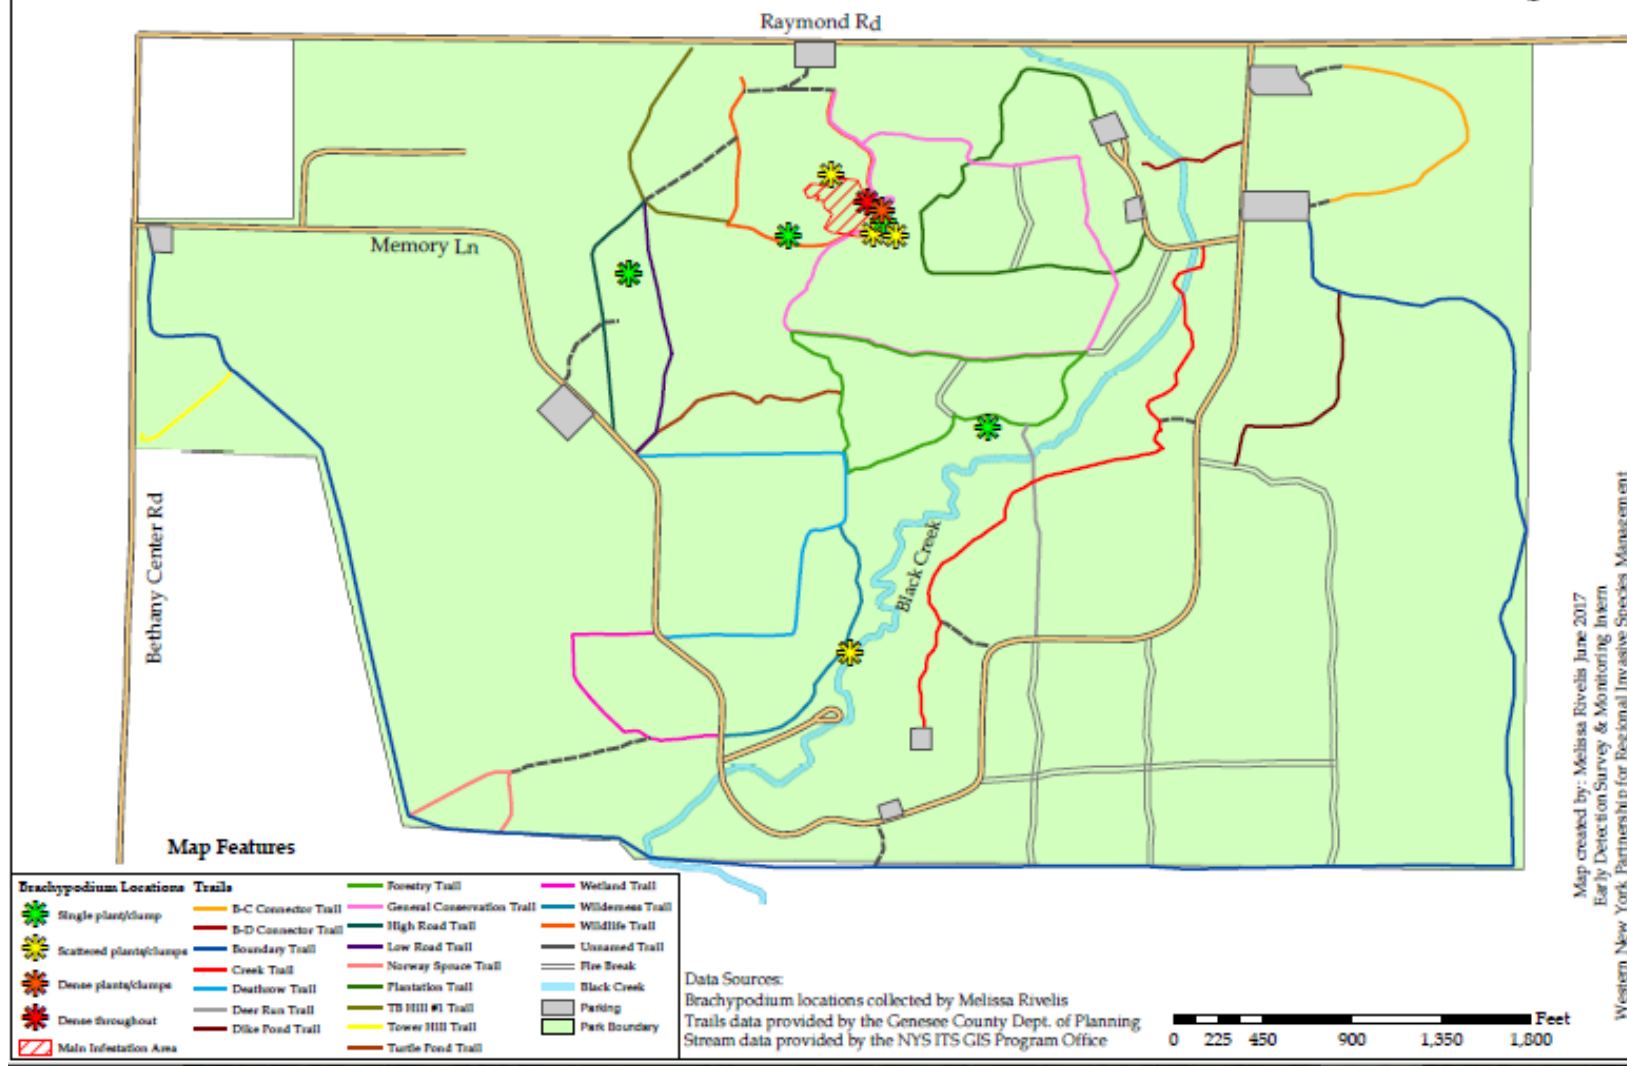 Raymond Rd
Memory Ln
Bethany Center Rd
Black Creek
Map created by: Melissa Rivelis June 2017
Early Detection Survey & Monitoring Intern
Western New York Partnership for Regional Invasive Species Management
Map Features
Brachypodium Locations
Single plant/clump
Scattered plants/clumps
Dense plants/clumps
Dense throughout
Main Infestation Area
Trails
B-C Connector Trail
B-D Connector Trail
Boundary Trail
Creek Trail
Deathrow Trail
Deer Run Trail
Dike Pond Trail
Forestry Trail
General Conservation Trail
High Road Trail
Low Road Trail
Norway Spruce Trail
Plantation Trail
TB Hill #1 Trail
Tower Hill Trail
Turtle Pond Trail
Wetland Trail
Wilderness Trail
Wildlife Trail
Unnamed Trail
Fire Break
Black Creek
Parking
Park Boundary
Data Sources:
Brachypodium locations collected by Melissa Rivelis
Trails data provided by the Genesee County Dept. of Planning
Stream data provided by the NYS ITS GIS Program Office
Feet
0 225 450 900 1,350 1,800